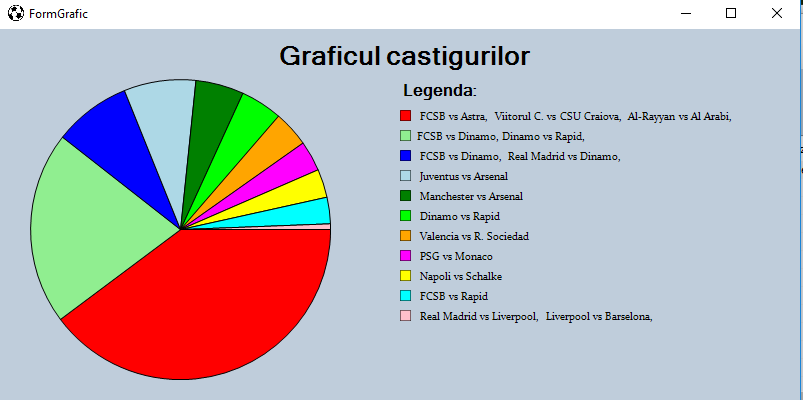 FormGrafic
Graficul castigurilor
Legenda:
FCSB vs Astra, Viitorul C. vs CSU Craiova, Al-Rayyan vs Al Arabi,
FCSB vs Dinamo, Dinamo vs Rapid,
FCSB vs Dinamo, Real Madrid vs Dinamo,
Juventus vs Arsenal
Manchester vs Arsenal
Dinamo vs Rapid
Valencia vs R. Sociedad
PSG vs Monaco
Napoli vs Schalke
FCSB vs Rapid
Real Madrid vs Liverpool, Liverpool vs Barselona,